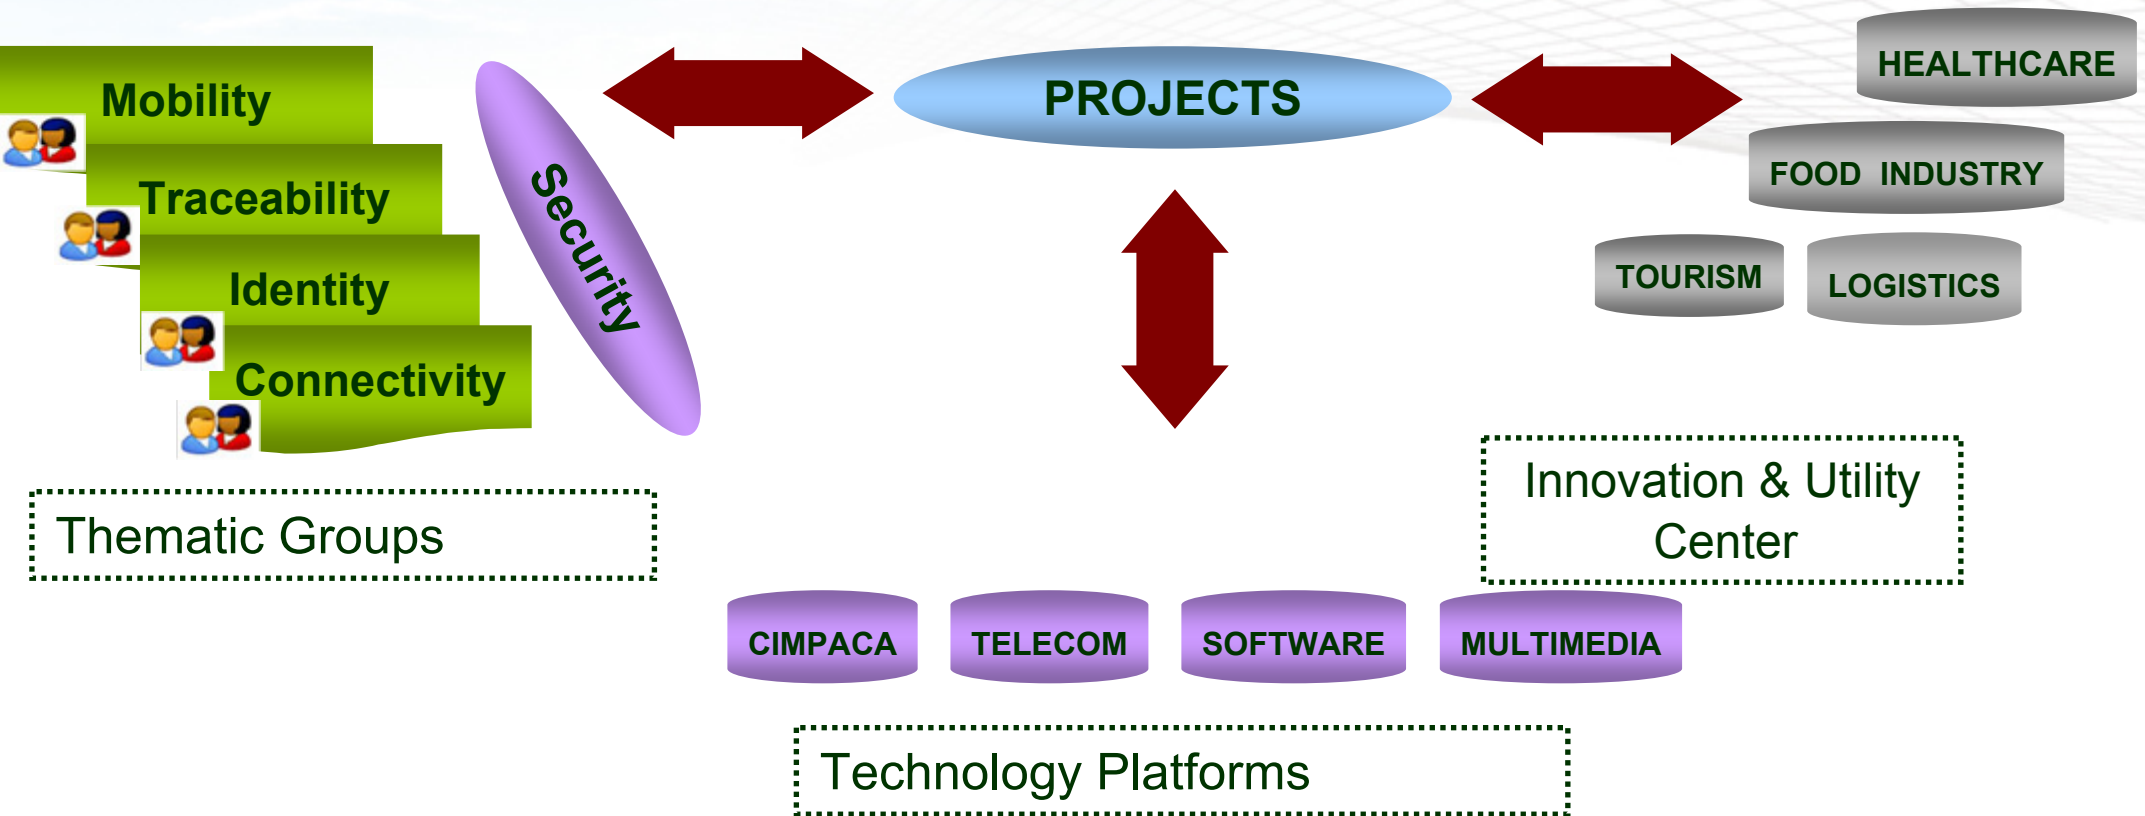 Mobility
Traceability
Identity
Connectivity
Security
Thematic Groups
PROJECTS
HEALTHCARE
FOOD INDUSTRY
TOURISM
LOGISTICS
Innovation & Utility
Center
CIMPACA
TELECOM
SOFTWARE
MULTIMEDIA
Technology Platforms